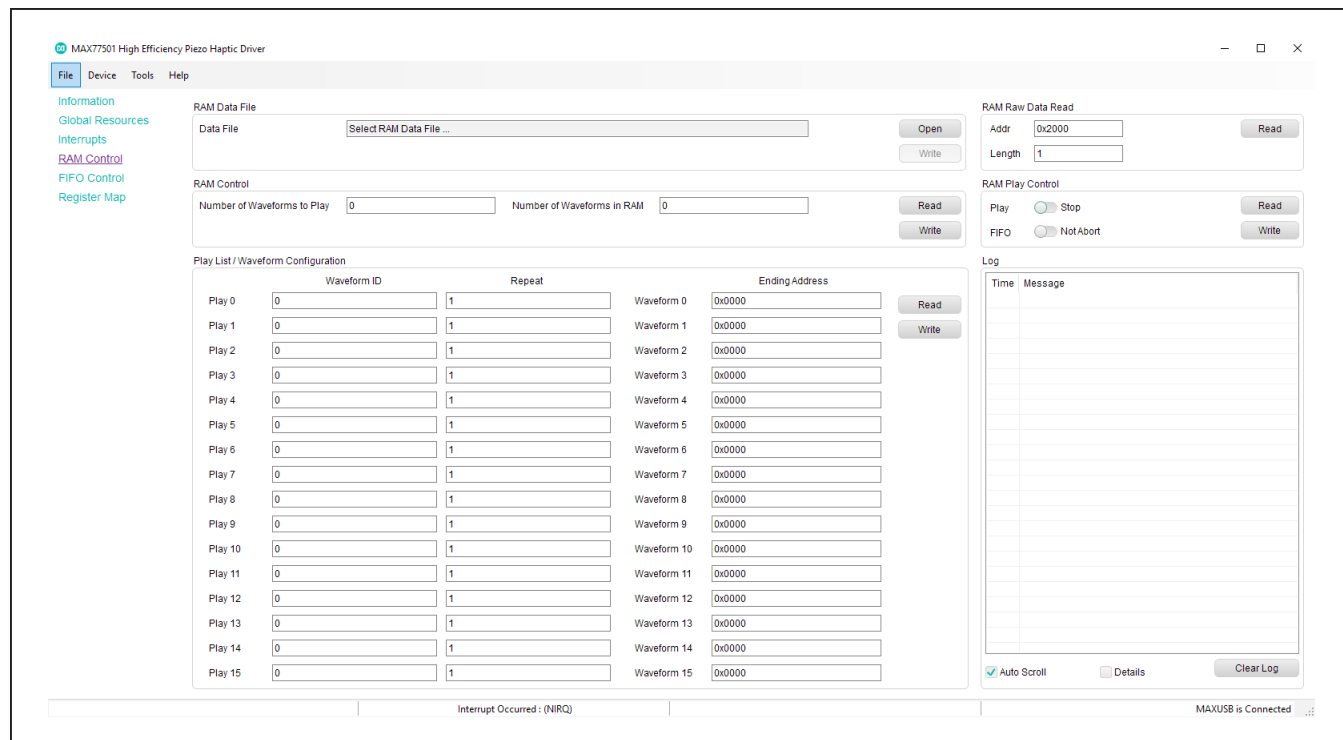 MAX77501 High Efficiency Piezo Haptic Driver
File Device Tools Help
Information
Global Resources
Interrupts
RAM Control
FIFO Control
Register Map
RAM Data File
Data File Select RAM Data File ... Open
Write
RAM Control
Number of Waveforms to Play 0 Number of Waveforms in RAM 0 Read
Write
Play List / Waveform Configuration
Waveform ID Repeat Ending Address
Play 0 0 1 Waveform 0 0x0000 Read
Play 1 0 1 Waveform 1 0x0000 Write
Play 2 0 1 Waveform 2 0x0000
Play 3 0 1 Waveform 3 0x0000
Play 4 0 1 Waveform 4 0x0000
Play 5 0 1 Waveform 5 0x0000
Play 6 0 1 Waveform 6 0x0000
Play 7 0 1 Waveform 7 0x0000
Play 8 0 1 Waveform 8 0x0000
Play 9 0 1 Waveform 9 0x0000
Play 10 0 1 Waveform 10 0x0000
Play 11 0 1 Waveform 11 0x0000
Play 12 0 1 Waveform 12 0x0000
Play 13 0 1 Waveform 13 0x0000
Play 14 0 1 Waveform 14 0x0000
Play 15 0 1 Waveform 15 0x0000
RAM Raw Data Read
Addr 0x2000 Read
Length 1
RAM Play Control
Play Stop Read
FIFO Not Abort Write
Log
Time Message
Auto Scroll Details Clear Log
Interrupt Occurred : (NIRQ) MAXUSB is Connected